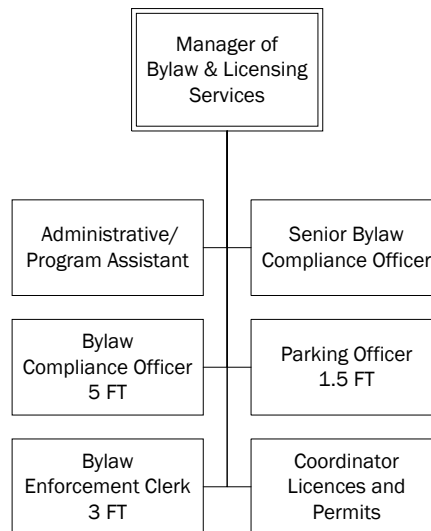 Manager of
Bylaw & Licensing
Services
Administrative/
Program Assistant
Senior Bylaw
Compliance Officer
Bylaw
Compliance Officer
5 FT
Parking Officer
1.5 FT
Bylaw
Enforcement Clerk
3 FT
Coordinator
Licences and
Permits